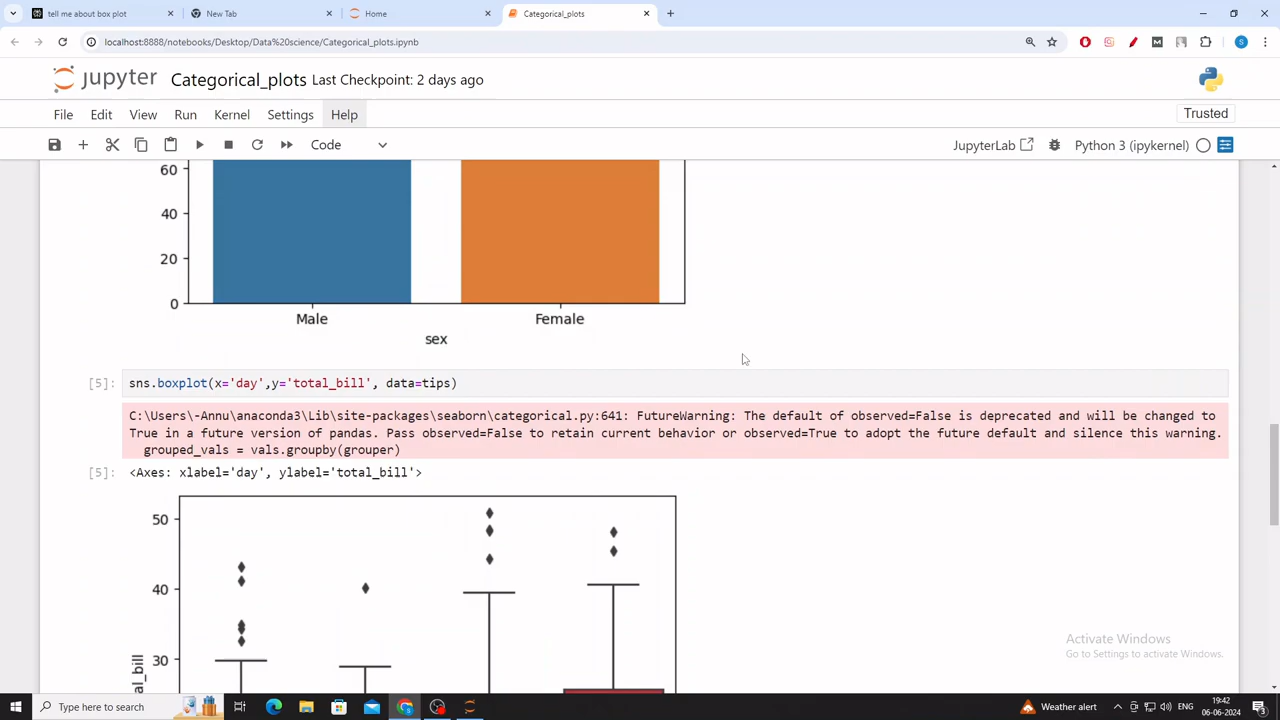 tell me about box plot
New Tab
Home
Categorical_plots
localhost:8888/notebooks/Desktop/Data%20science/Categorical_plots.ipynb
jupyter Categorical_plots Last Checkpoint: 2 days ago
File Edit View Run Kernel Settings Help
Trusted
Code
JupyterLab
Python 3 (ipykernel)
60
40
20
0
Male Female
sex
[5]: sns.boxplot(x='day',y='total_bill', data=tips)
C:\Users\-Annu\anaconda3\Lib\site-packages\seaborn\categorical.py:641: FutureWarning: The default of observed=False is deprecated and will be changed to
True in a future version of pandas. Pass observed=False to retain current behavior or observed=True to adopt the future default and silence this warning.
grouped_vals = vals.groupby(grouper)
[5]: <Axes: xlabel='day', ylabel='total_bill'>
50
40
30
al_bill
Activate Windows
Go to Settings to activate Windows.
Type here to search
Weather alert
19:42
06-06-2024
3